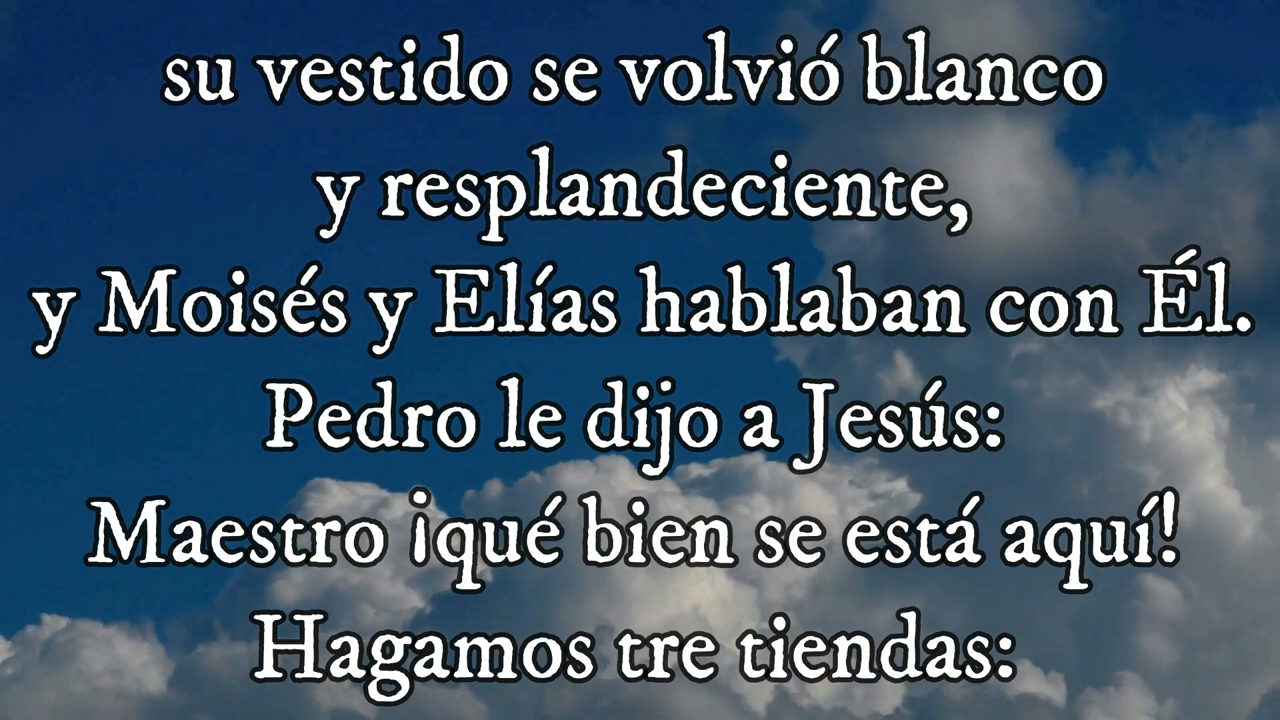 su vestido se volvió blanco
y resplandeciente,
y Moisés y Elías hablaban con Él.
Pedro le dijo a Jesús:
Maestro ¡qué bien se está aquí!
Hagamos tre tiendas: